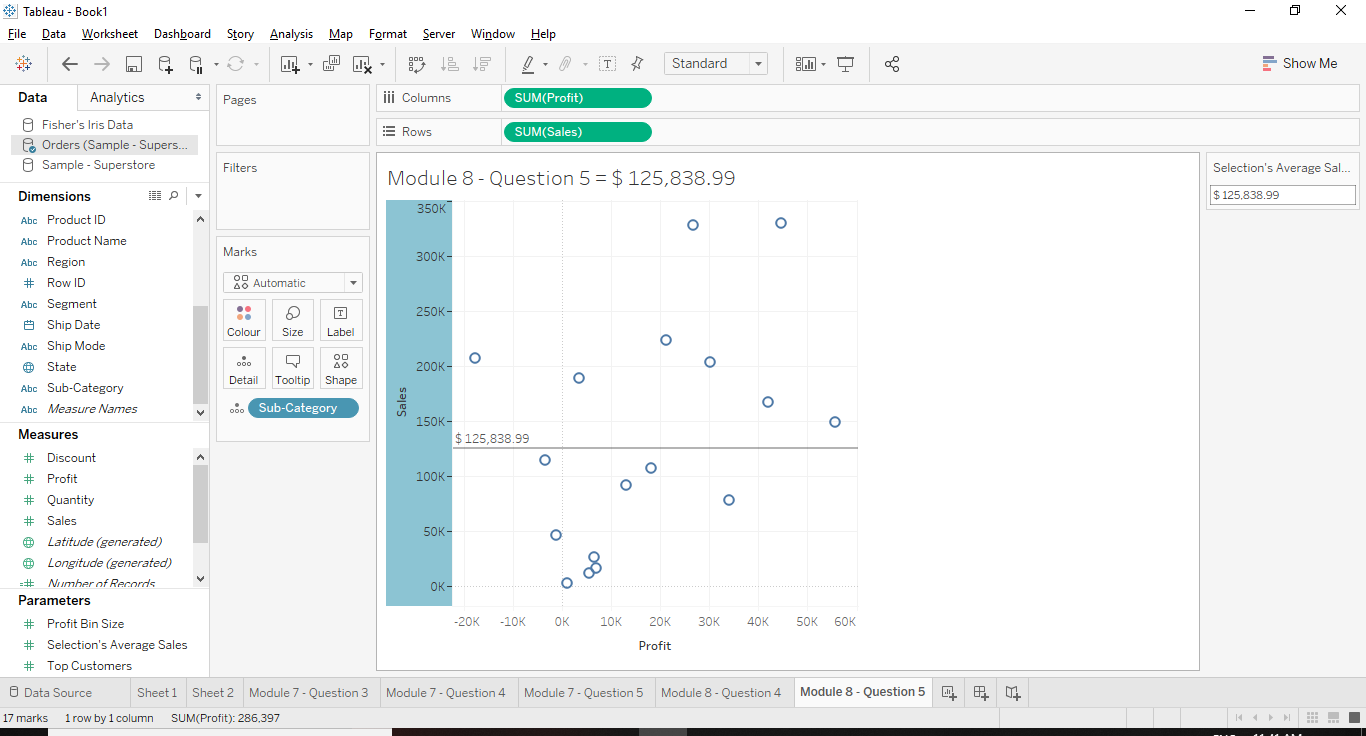 Tableau - Book1
File Data Worksheet Dashboard Story Analysis Map Format Server Window Help
Standard
Show Me
Data Analytics
Fisher's Iris Data
Orders (Sample - Supers...
Sample - Superstore
Dimensions
Abc Product ID
Abc Product Name
Abc Region
# Row ID
Abc Segment
Ship Date
Abc Ship Mode
State
Abc Sub-Category
Abc Measure Names
Measures
# Discount
# Profit
# Quantity
# Sales
Latitude (generated)
Longitude (generated)
=# Number of Records
Parameters
# Profit Bin Size
# Selection's Average Sales
# Top Customers
Pages
Filters
Marks
Automatic
Colour Size Label
Detail Tooltip Shape
Sub-Category
Columns SUM(Profit)
Rows SUM(Sales)
Module 8 - Question 5 = $ 125,838.99
350K
300K
250K
200K
150K
$ 125,838.99
100K
50K
0K
Sales
-20K -10K 0K 10K 20K 30K 40K 50K 60K
Profit
Selection's Average Sal...
$ 125,838.99
Data Source Sheet 1 Sheet 2 Module 7 - Question 3 Module 7 - Question 4 Module 7 - Question 5 Module 8 - Question 4 Module 8 - Question 5
17 marks 1 row by 1 column SUM(Profit): 286,397